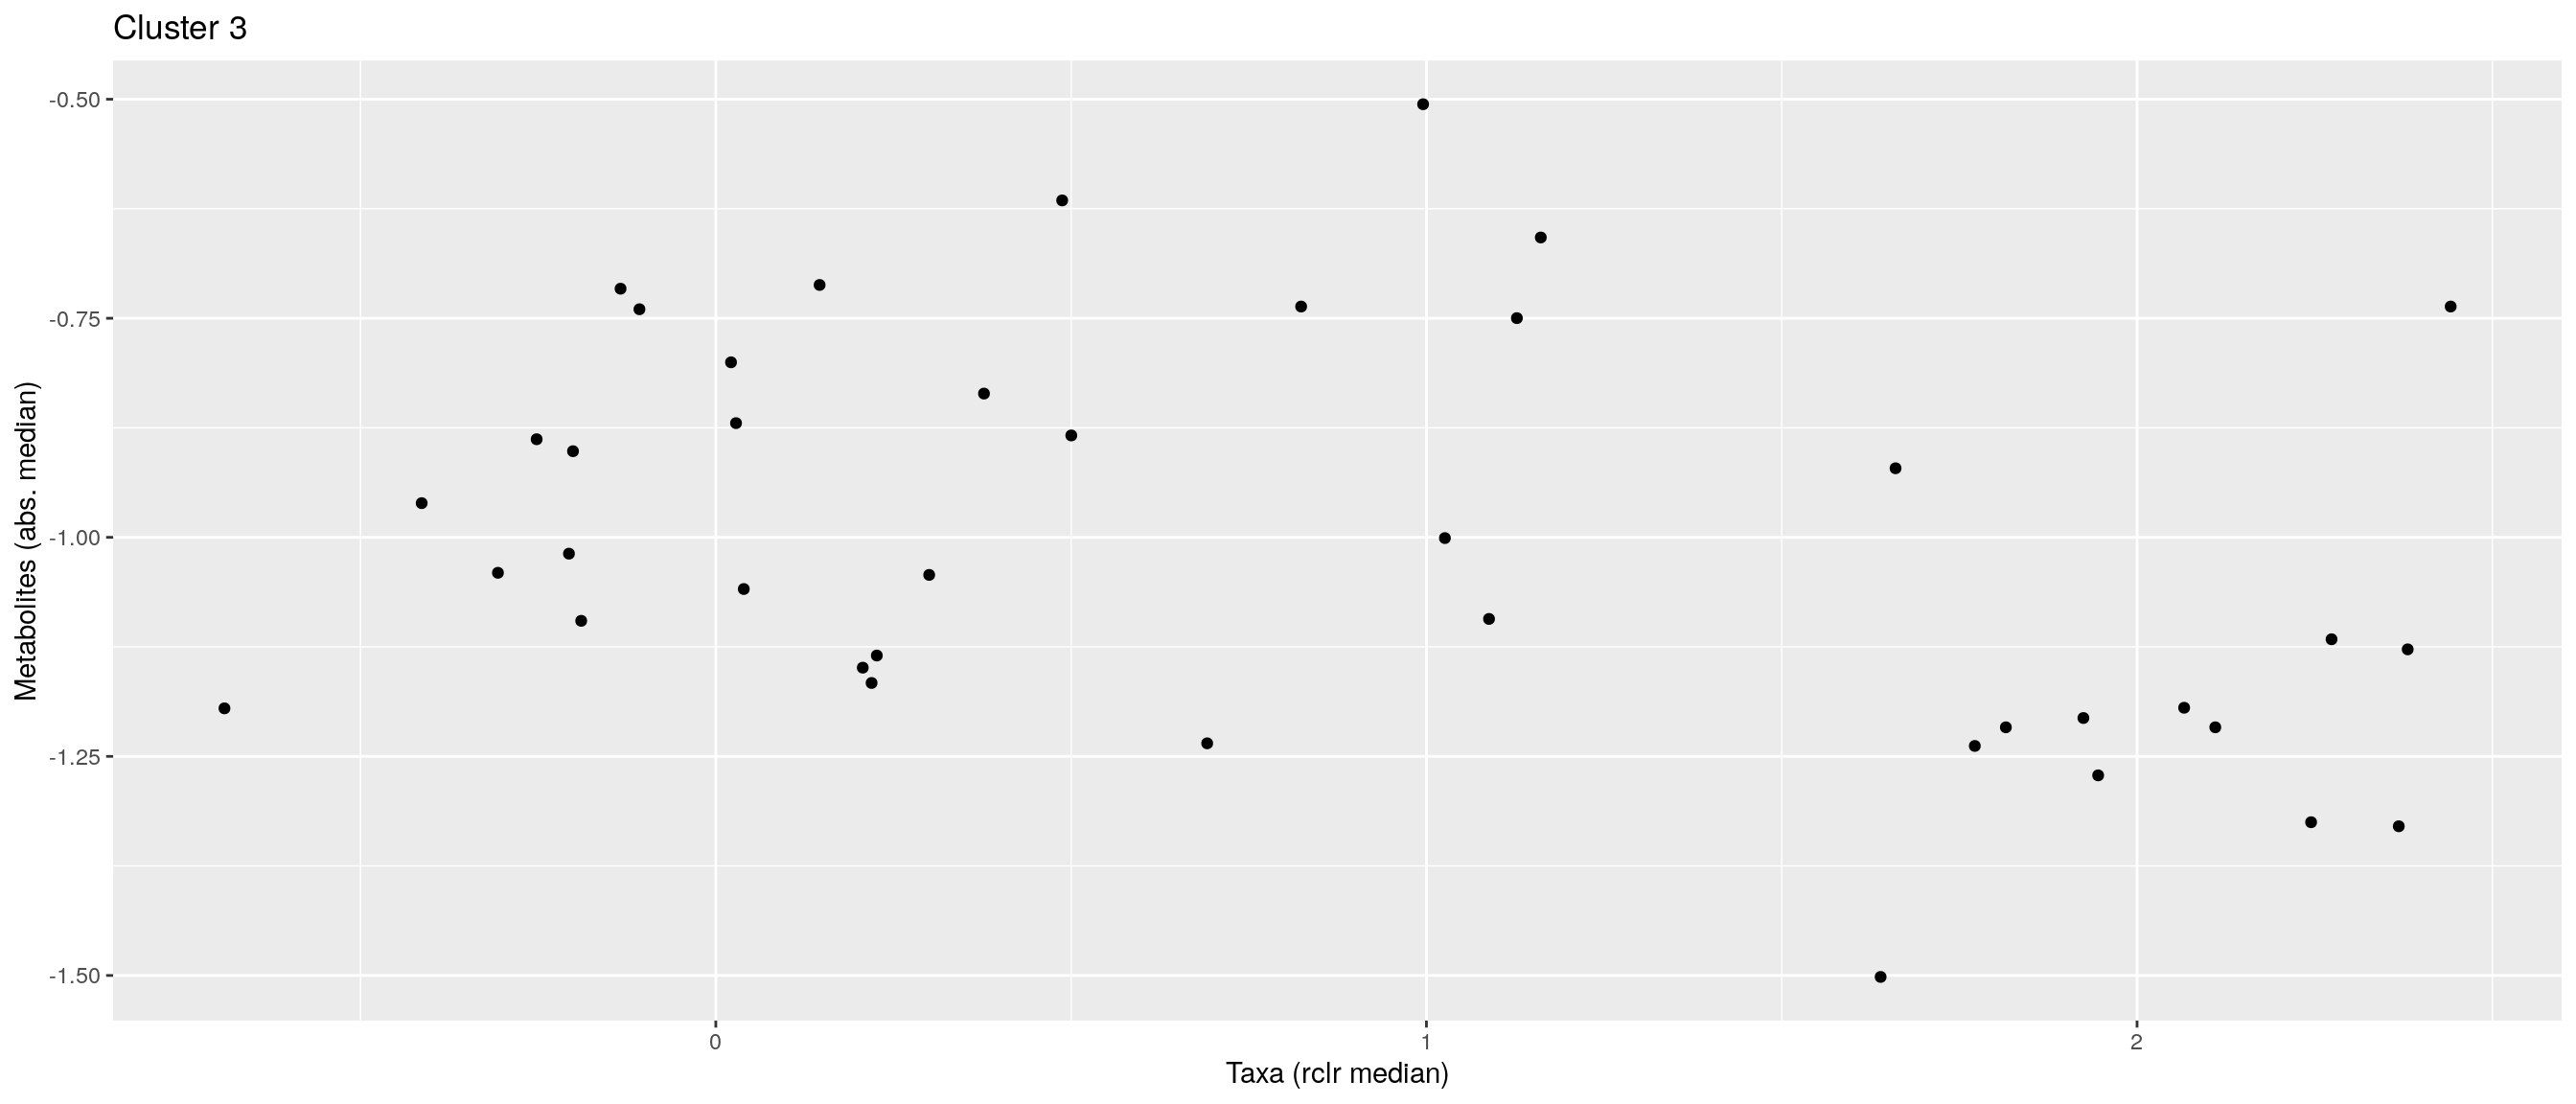 Cluster 3
-0.50
-0.75
-1.00
-1.25
-1.50
Metabolites (abs. median)
0
1
2
Taxa (rclr median)